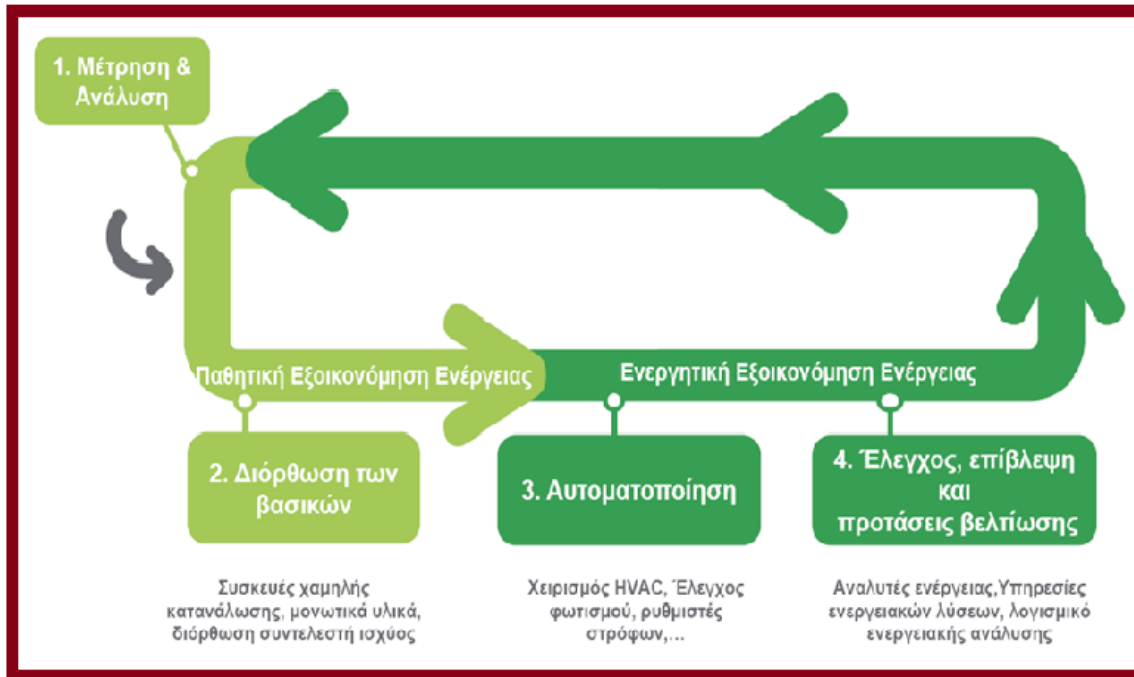 1. Μέτρηση &
Ανάλυση
Παθητική Εξοικονόμηση Ενέργειας
Ενεργητική Εξοικονόμηση Ενέργειας
2. Διόρθωση των
βασικών
3. Αυτοματοποίηση
4. Έλεγχος, επίβλεψη
και
προτάσεις βελτίωσης
Συσκευές χαμηλής
κατανάλωσης, μονωτικά υλικά,
διόρθωση συντελεστή ισχύος
Χειρισμός HVAC, Έλεγχος
φωτισμού, ρυθμιστές
στρόφων,...
Αναλυτές ενέργειας,Υπηρεσίες
ενεργειακών λύσεων, λογισμικό
ενεργειακής ανάλυσης